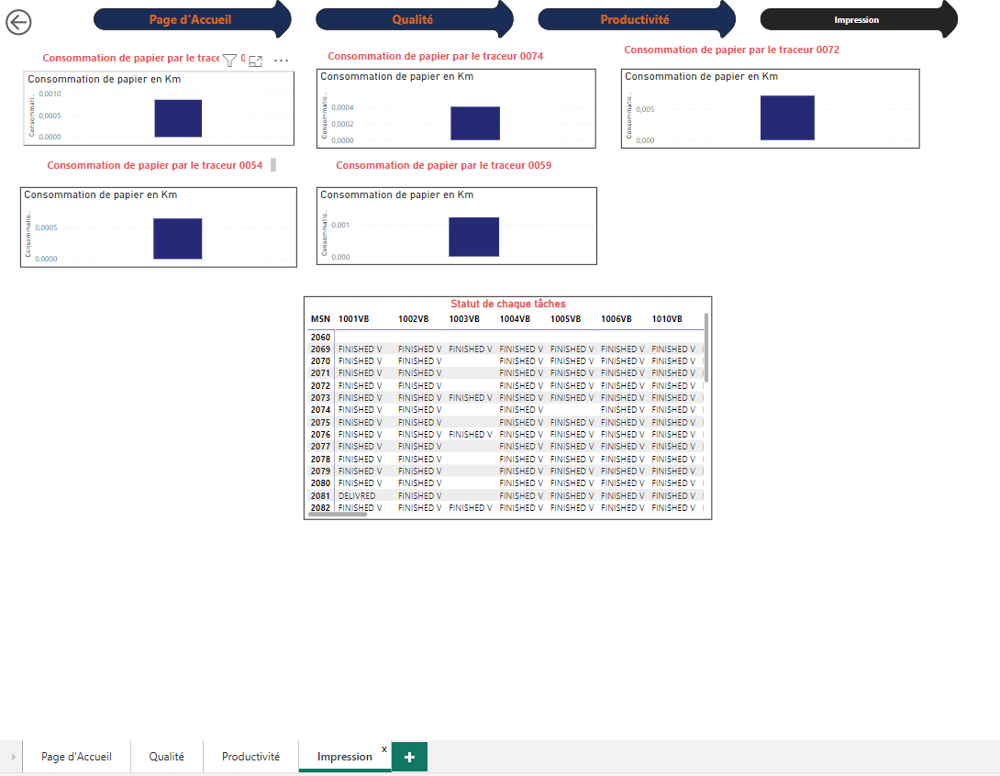 Page d'Accueil
Qualité
Productivité
Impression
Consommation de papier par le trace
Consommation de papier en Km
Consommati..
0,0010
0,0005
0,0000
Consommation de papier par le traceur 0074
Consommation de papier en Km
Consommatio..
0,0004
0,0002
0,0000
Consommation de papier par le traceur 0072
Consommation de papier en Km
Consommatio..
0,005
0,000
Consommation de papier par le traceur 0054
Consommation de papier en Km
Consommatio..
0,0005
0,0000
Consommation de papier par le traceur 0059
Consommation de papier en Km
Consommatio..
0,001
0,000
Statut de chaque tâches
MSN 1001VB 1002VB 1003VB 1004VB 1005VB 1006VB 1010VB
2060
2069 FINISHED V FINISHED V FINISHED V FINISHED V FINISHED V FINISHED V FINISHED V
2070 FINISHED V FINISHED V FINISHED V FINISHED V FINISHED V FINISHED V
2071 FINISHED V FINISHED V FINISHED V FINISHED V FINISHED V FINISHED V
2072 FINISHED V FINISHED V FINISHED V FINISHED V FINISHED V FINISHED V
2073 FINISHED V FINISHED V FINISHED V FINISHED V FINISHED V FINISHED V FINISHED V
2074 FINISHED V FINISHED V FINISHED V FINISHED V FINISHED V
2075 FINISHED V FINISHED V FINISHED V FINISHED V FINISHED V FINISHED V
2076 FINISHED V FINISHED V FINISHED V FINISHED V FINISHED V FINISHED V FINISHED V
2077 FINISHED V FINISHED V FINISHED V FINISHED V FINISHED V FINISHED V
2078 FINISHED V FINISHED V FINISHED V FINISHED V FINISHED V FINISHED V
2079 FINISHED V FINISHED V FINISHED V FINISHED V FINISHED V FINISHED V
2080 FINISHED V FINISHED V FINISHED V FINISHED V FINISHED V FINISHED V
2081 DELIVRED FINISHED V FINISHED V FINISHED V FINISHED V FINISHED V
2082 FINISHED V FINISHED V FINISHED V FINISHED V FINISHED V FINISHED V FINISHED V
Page d'Accueil
Qualité
Productivité
Impression x
+